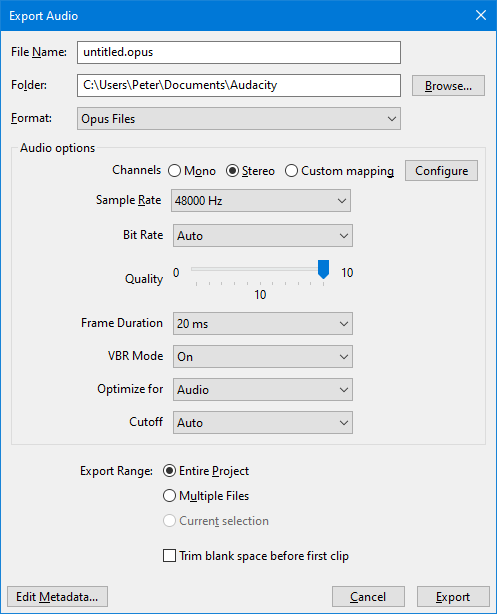 Export Audio
File Name: untitled.opus
Folder: C:\Users\Peter\Documents\Audacity Browse...
Format: Opus Files
Audio options
Channels Mono Stereo Custom mapping Configure
Sample Rate 48000 Hz
Bit Rate Auto
Quality 0 10
10
Frame Duration 20 ms
VBR Mode On
Optimize for Audio
Cutoff Auto
Export Range: Entire Project
Multiple Files
Current selection
Trim blank space before first clip
Edit Metadata... Cancel Export